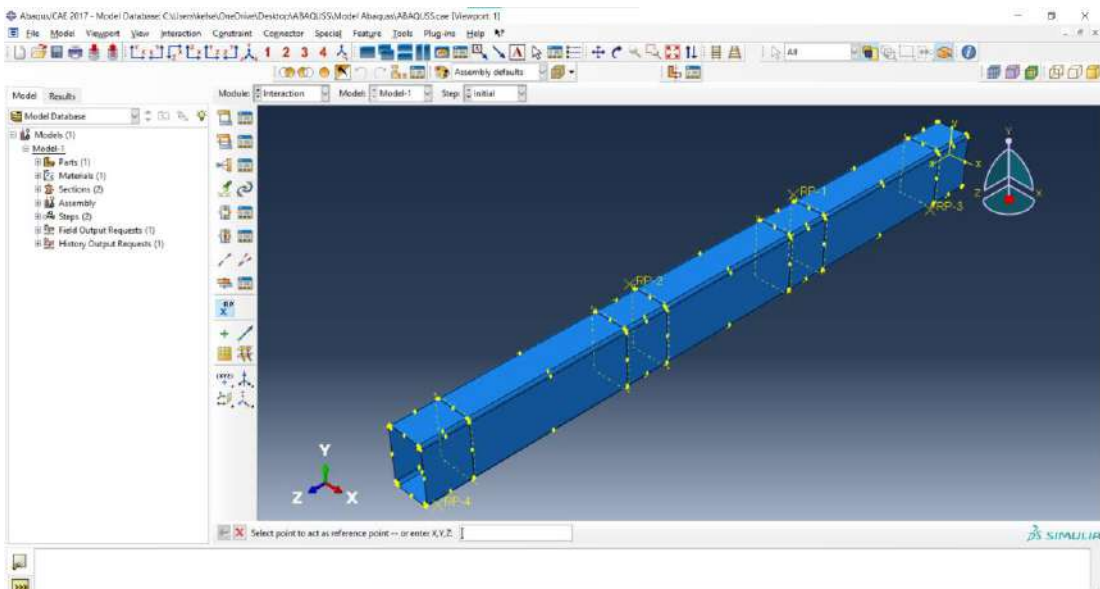 Abaqus/CAE 2017 - Model Database: C:\Users\kelse\OneDrive\Desktop\ABAQUSS\Model Abaquas\ABAQUSS.cae [Viewport: 1]
File Model Viewport View Interaction Constraint Connector Special Feature Tools Plug-ins Help
1 2 3 4 A All
Assembly defaults
Model Results Module: Interaction Model: Model-1 Step: Initial
Model Database
Models (1)
Model-1
Parts (1)
Materials (1)
Sections (2)
Assembly
Steps (2)
Field Output Requests (1)
History Output Requests (1)
RP
X
(XYZ)
y
x
z
Y
X
Z
RP-1
RP-3
RP-2
RP-4
Y
Z X
Select point to act as reference point -- or enter X,Y,Z:
SIMULIA
>>>